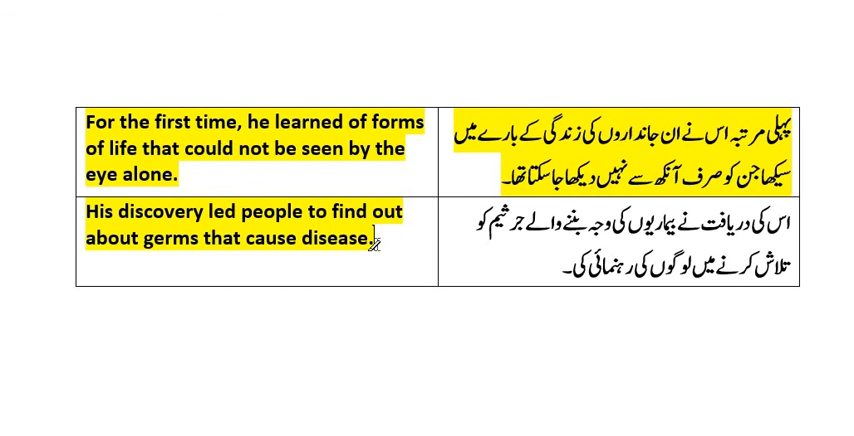 For the first time, he learned of forms
of life that could not be seen by the
eye alone.
پہلی مرتبہ اس نے ان جانداروں کی زندگی کے بارے میں
سیکھا جن کو صرف آنکھ سے نہیں دیکھا جا سکتا تھا۔
His discovery led people to find out
about germs that cause disease.
اس کی دریافت نے بیماریوں کی وجہ بننے والے جرثیم کو
تلاش کرنے میں لوگوں کی رہنمائی کی۔